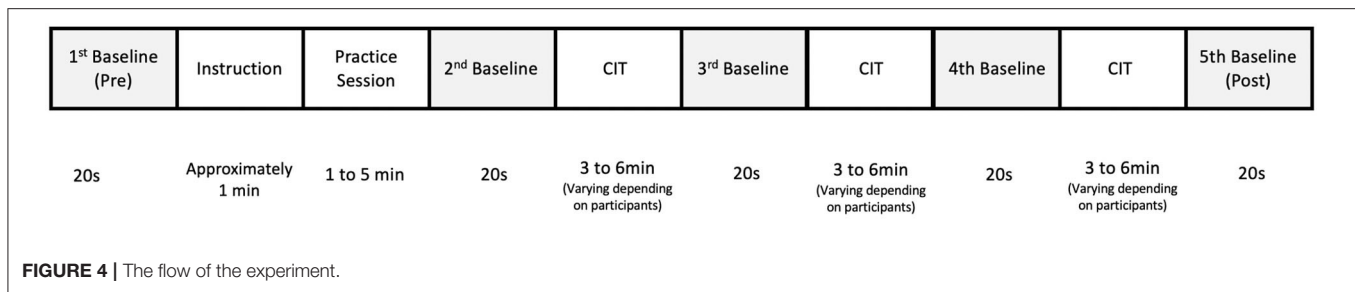 1st Baseline (Pre)
Instruction
Practice Session
2nd Baseline
CIT
3rd Baseline
CIT
4th Baseline
CIT
5th Baseline (Post)
20s
Approximately 1 min
1 to 5 min
20s
3 to 6min
(Varying depending on participants)
20s
3 to 6min
(Varying depending on participants)
20s
3 to 6min
(Varying depending on participants)
20s
FIGURE 4 | The flow of the experiment.